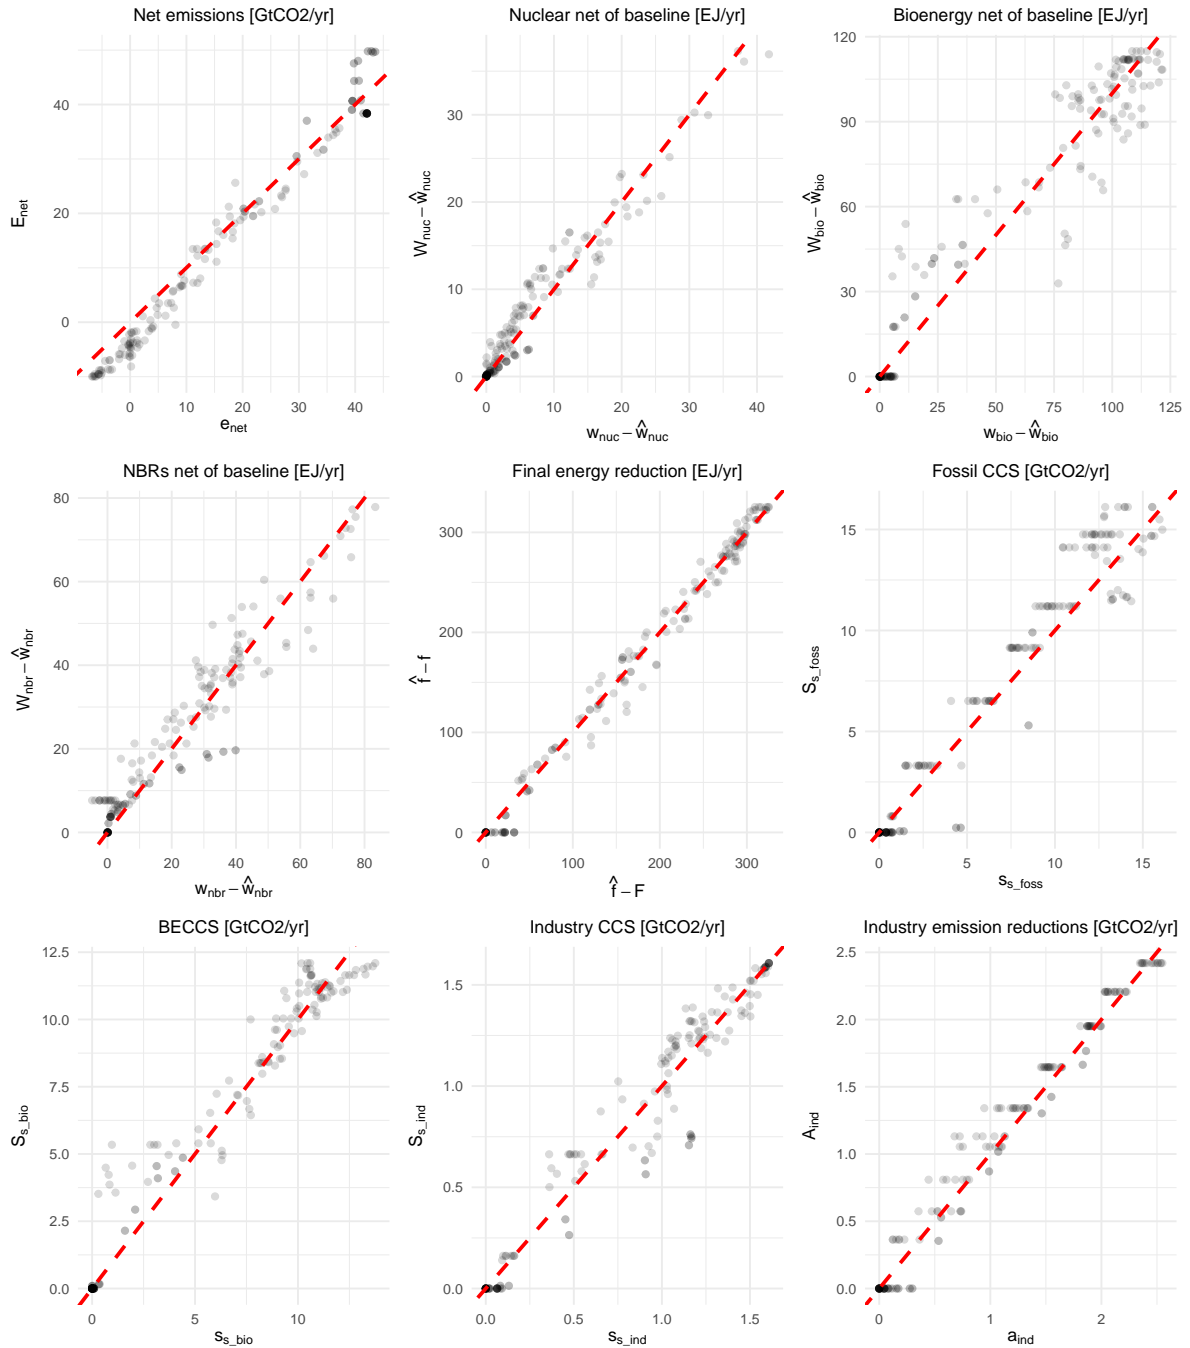 Net emissions [GtCO2/yr]
Nuclear net of baseline [EJ/yr]
Bioenergy net of baseline [EJ/yr]
E_net
40
20
0
0 10 20 30 40
e_net
W_nuc − ŵ_nuc
30
20
10
0
0 10 20 30 40
w_nuc − ŵ_nuc
W_bio − ŵ_bio
120
90
60
30
0
0 25 50 75 100 125
w_bio − ŵ_bio
NBRs net of baseline [EJ/yr]
Final energy reduction [EJ/yr]
Fossil CCS [GtCO2/yr]
W_nbr − ŵ_nbr
80
60
40
20
0
0 20 40 60 80
w_nbr − ŵ_nbr
f̂ − f
300
200
100
0
0 100 200 300
f̂ − F
S_s_foss
15
10
5
0
0 5 10 15
s_s_foss
BECCS [GtCO2/yr]
Industry CCS [GtCO2/yr]
Industry emission reductions [GtCO2/yr]
S_s_bio
12.5
10.0
7.5
5.0
2.5
0.0
0 5 10
s_s_bio
S_s_ind
1.5
1.0
0.5
0.0
0.0 0.5 1.0 1.5
s_s_ind
A_ind
2.5
2.0
1.5
1.0
0.5
0.0
0 1 2
a_ind